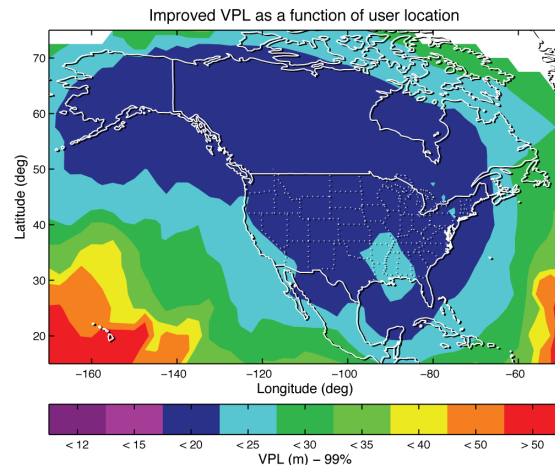 Improved VPL as a function of user location
70
60
50
40
30
20
Latitude (deg)
−160 −140 −120 −100 −80 −60
Longitude (deg)
< 12 < 15 < 20 < 25 < 30 < 35 < 40 < 50 > 50
VPL (m) − 99%